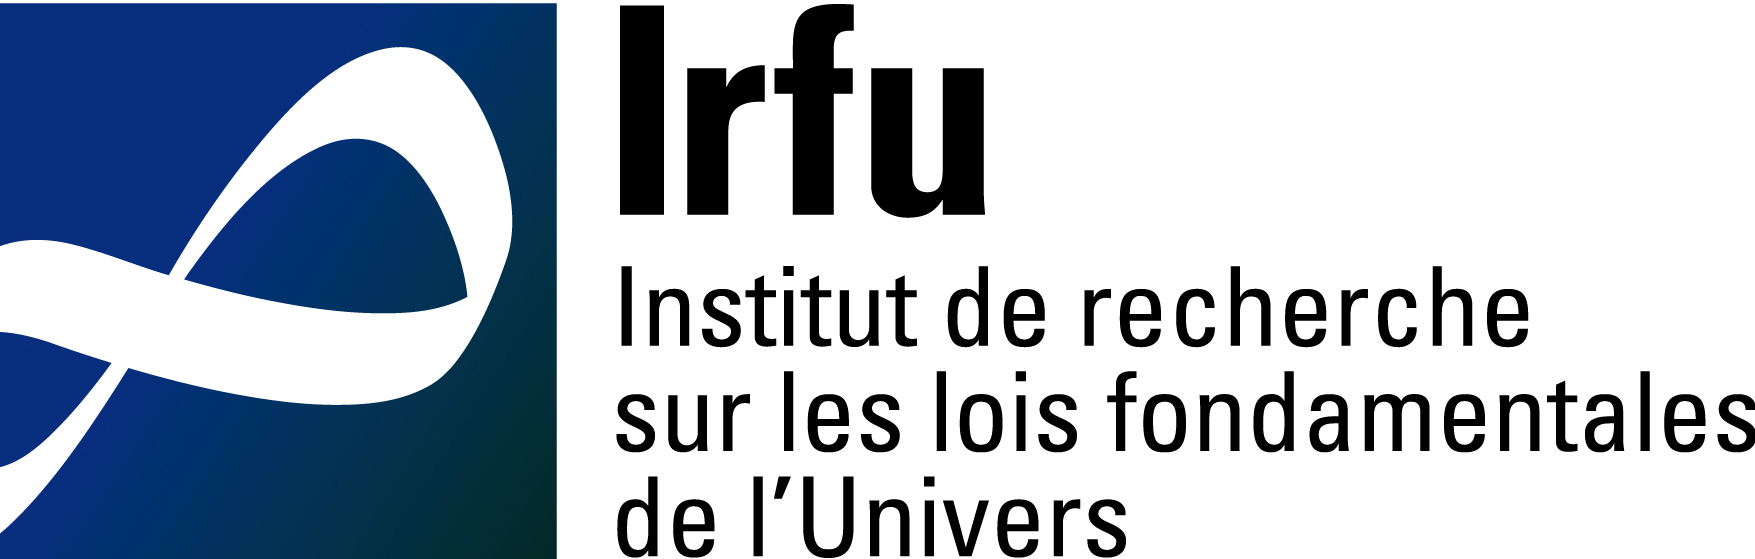 Irfu
Institut de recherche
sur les lois fondamentales
de l’Univers